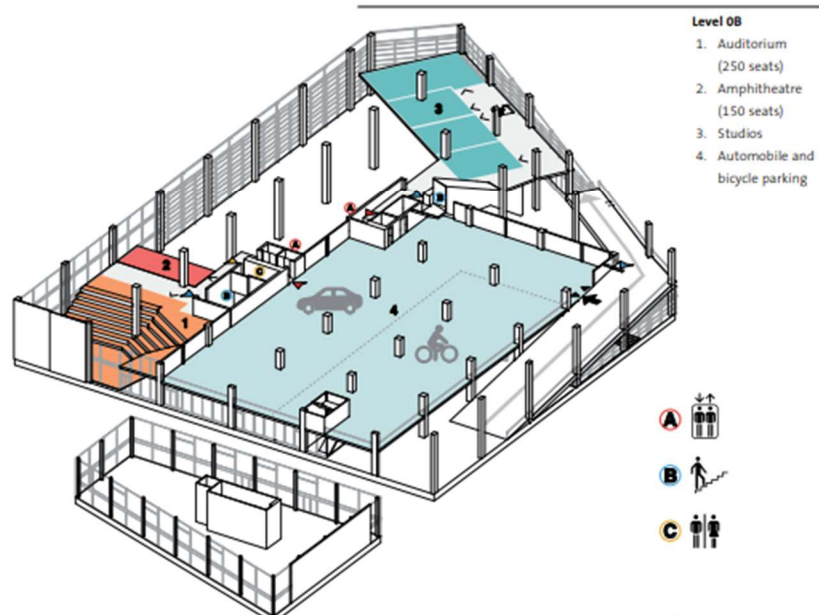 Level 0B
1. Auditorium
(250 seats)
2. Amphitheatre
(150 seats)
3. Studios
4. Automobile and
bicycle parking
3
B
A
A
2
C
B
4
1
A
B
C